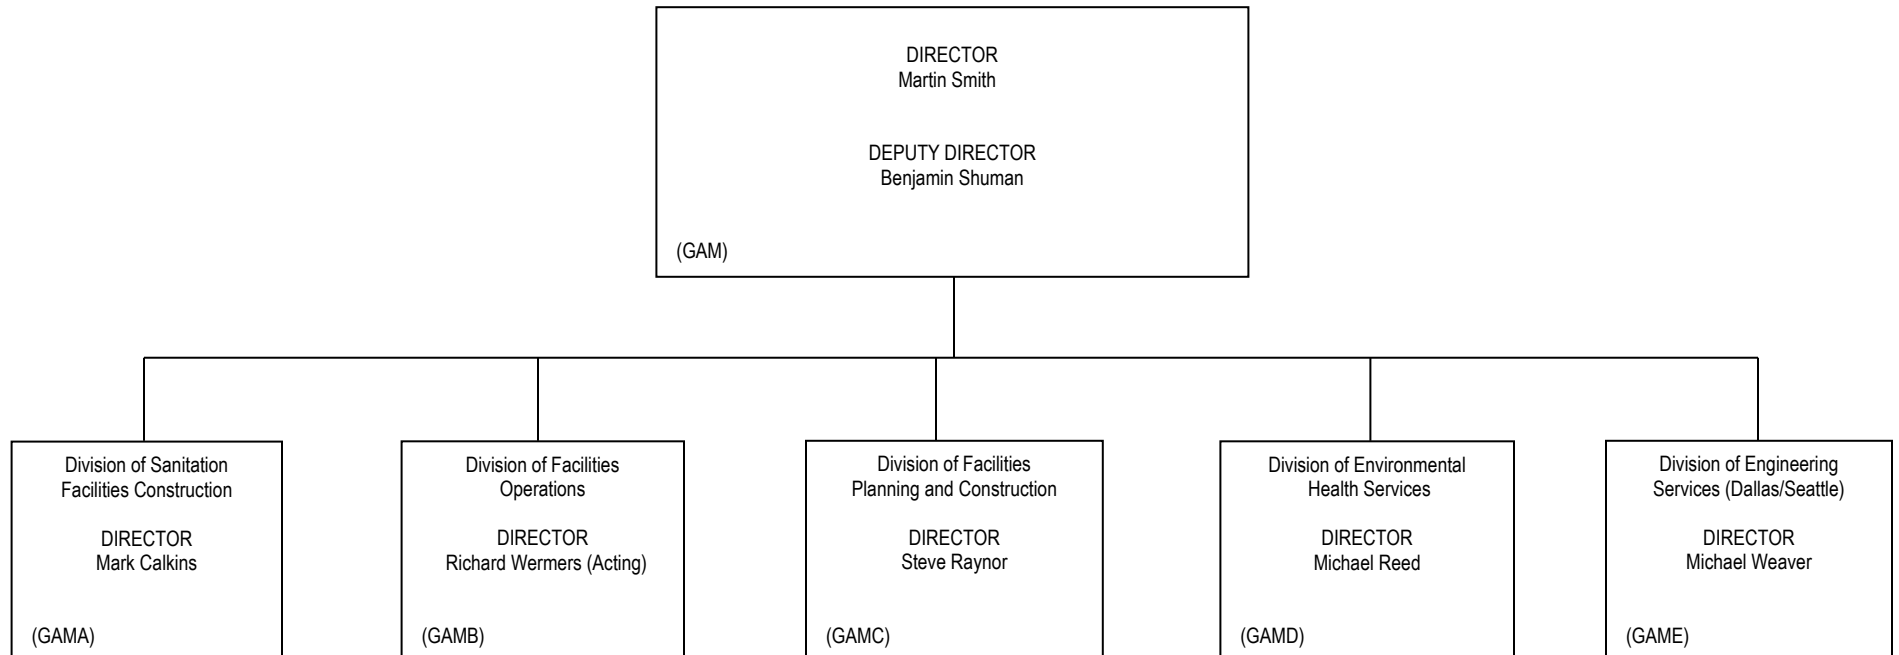 DIRECTOR
Martin Smith
DEPUTY DIRECTOR
Benjamin Shuman
(GAM)
Division of Sanitation
Facilities Construction
DIRECTOR
Mark Calkins
(GAMA)
Division of Facilities
Operations
DIRECTOR
Richard Wermers (Acting)
(GAMB)
Division of Facilities
Planning and Construction
DIRECTOR
Steve Raynor
(GAMC)
Division of Environmental
Health Services
DIRECTOR
Michael Reed
(GAMD)
Division of Engineering
Services (Dallas/Seattle)
DIRECTOR
Michael Weaver
(GAME)